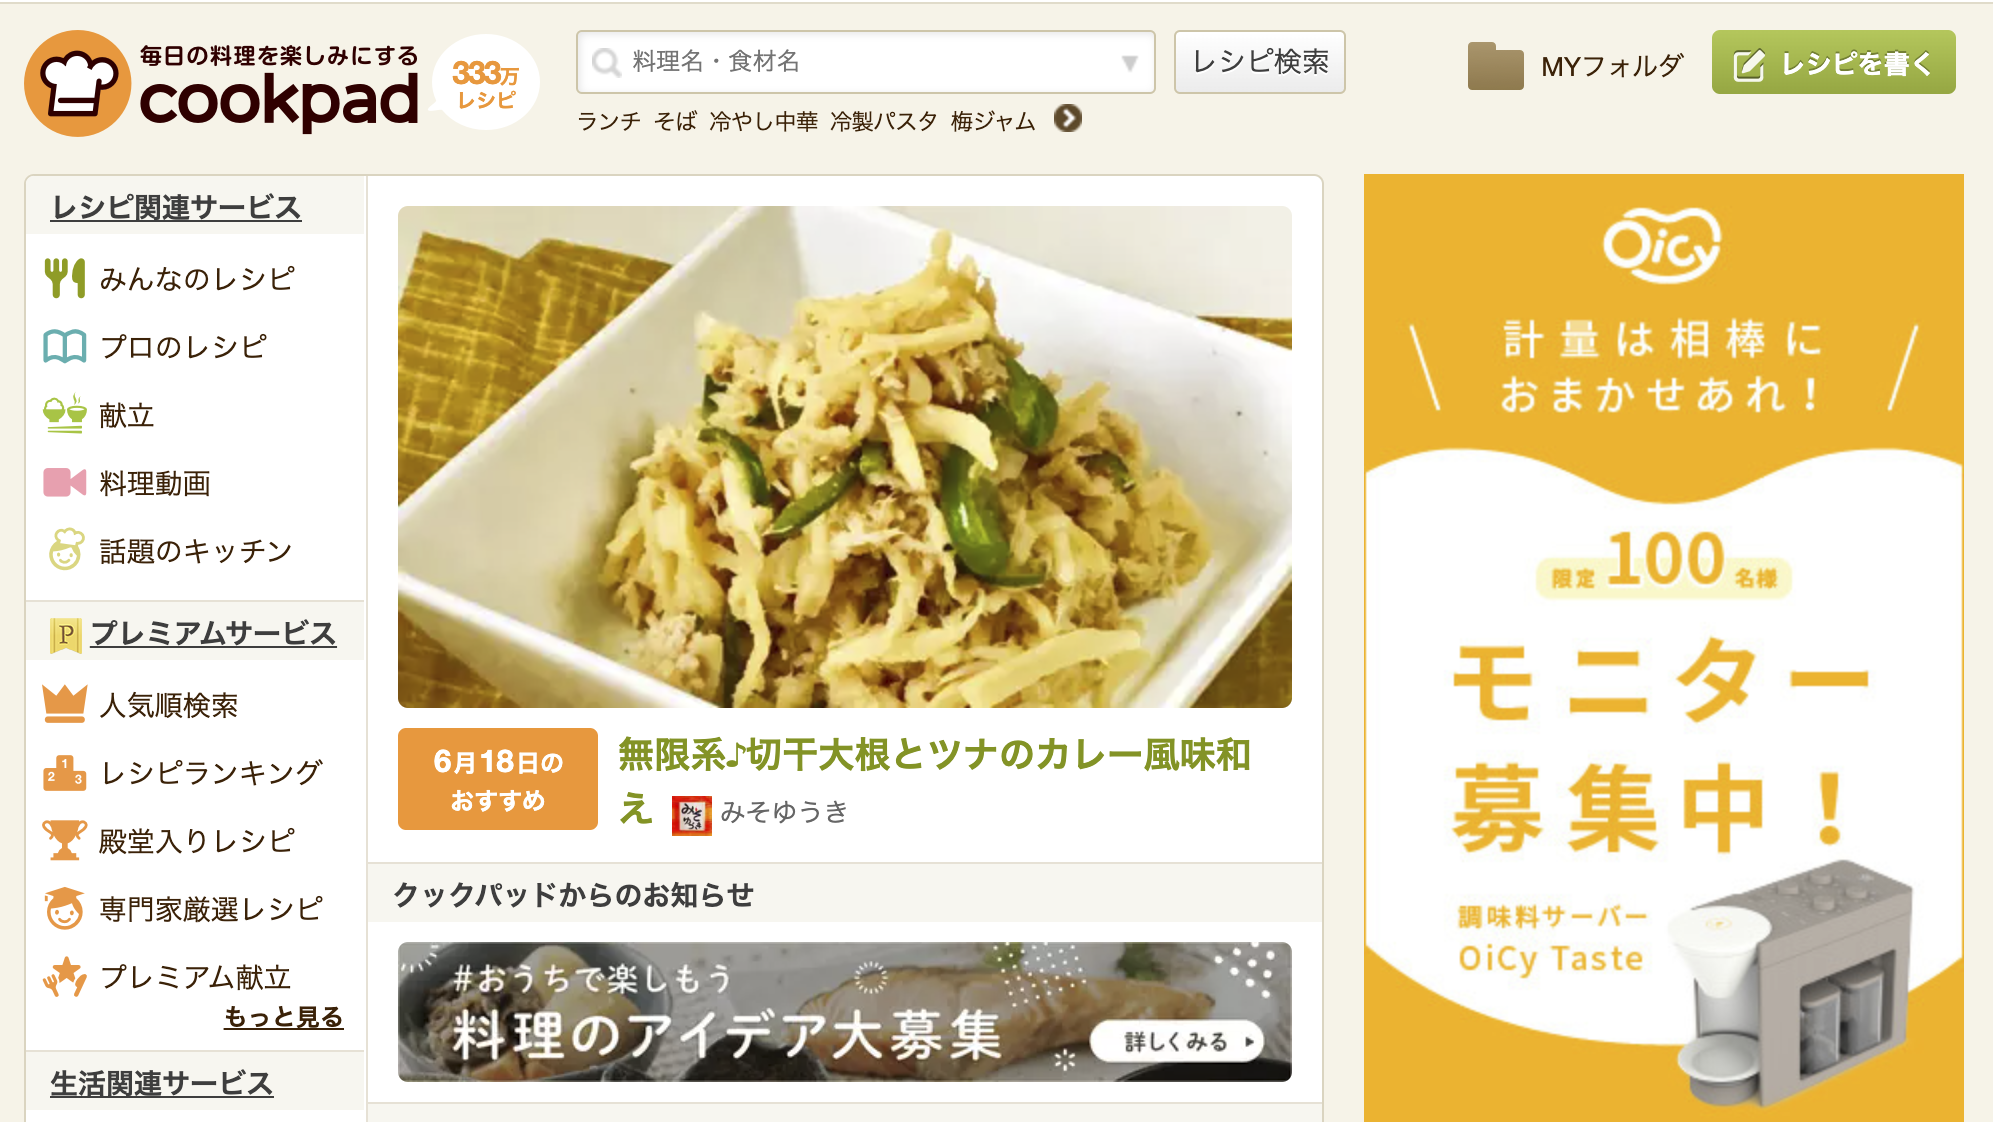 毎日の料理を楽しみにする
cookpad
333万
レシピ
料理名・食材名
レシピ検索
MYフォルダ
レシピを書く
ランチ そば 冷やし中華 冷製パスタ 梅ジャム
レシピ関連サービス
みんなのレシピ
プロのレシピ
献立
料理動画
話題のキッチン
P プレミアムサービス
人気順検索
1 2 3
レシピランキング
殿堂入りレシピ
専門家厳選レシピ
プレミアム献立
もっと見る
生活関連サービス
6月18日の
おすすめ
無限系♪切干大根とツナのカレー風味和
え みそゆうき
クックパッドからのお知らせ
#おうちで楽しもう
料理のアイデア大募集
詳しくみる
OiCy
計量は相棒に
おまかせあれ！
限定 100 名様
モニター
募集中！
調味料サーバー
OiCy Taste